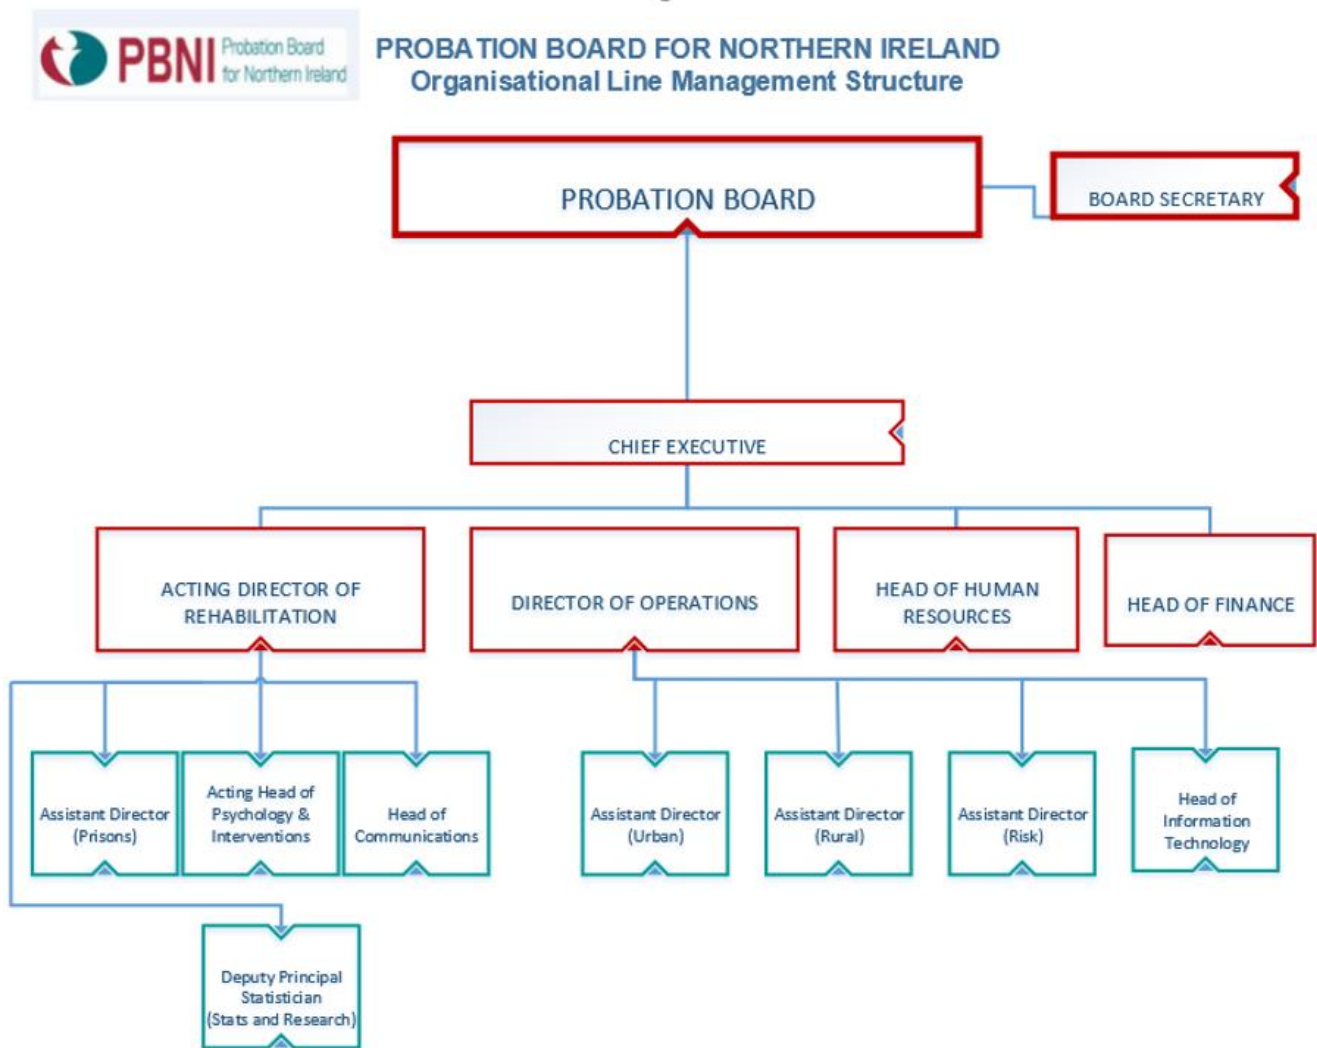 PBNI
Probation Board
for Northern Ireland
PROBATION BOARD FOR NORTHERN IRELAND
Organisational Line Management Structure
PROBATION BOARD
BOARD SECRETARY
CHIEF EXECUTIVE
ACTING DIRECTOR OF
REHABILITATION
DIRECTOR OF OPERATIONS
HEAD OF HUMAN
RESOURCES
HEAD OF FINANCE
Assistant Director
(Prisons)
Acting Head of
Psychology &
Interventions
Head of
Communications
Assistant Director
(Urban)
Assistant Director
(Rural)
Assistant Director
(Risk)
Head of
Information
Technology
Deputy Principal
Statistician
(Stats and Research)